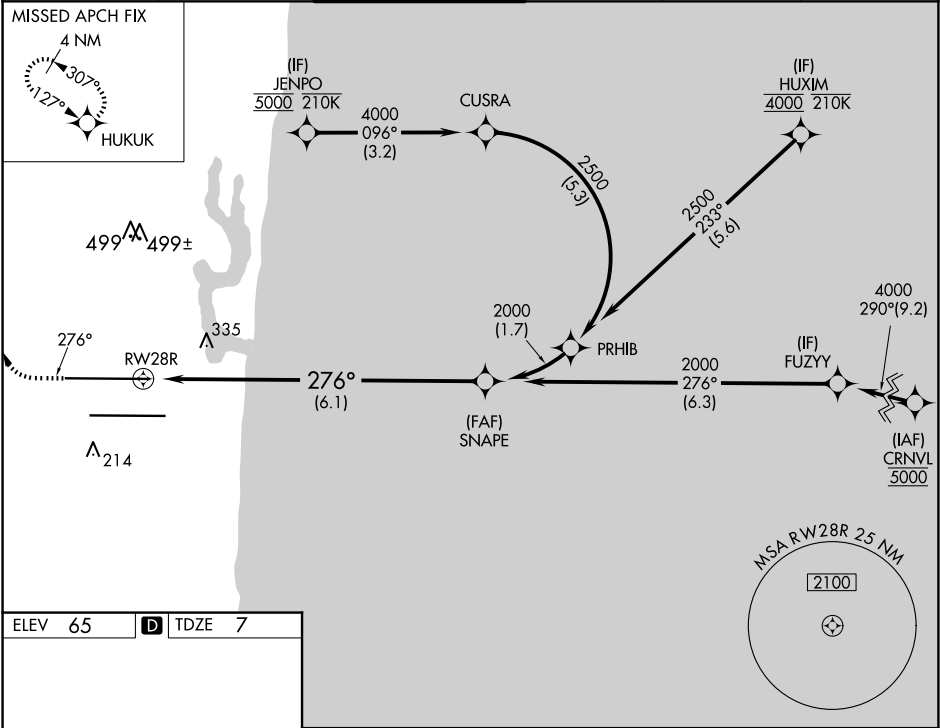 MISSED APCH FIX
4 NM
307°
127°
HUKUK
(IF)
JENPO
5000 210K
4000
096°
(3.2)
CUSRA
2500
(5.3)
(IF)
HUXIM
4000 210K
2500
233°
(5.6)
499 499±
335
2000
(1.7)
PRHIB
4000
290°(9.2)
(IF)
FUZYY
276°
RW28R
276°
(6.1)
2000
276°
(6.3)
(FAF)
SNAPE
(IAF)
CRNVL
5000
214
MSA RW28R 25 NM
2100
ELEV 65 D TDZE 7